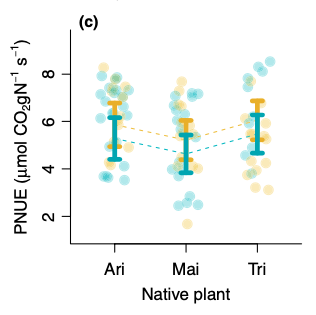 (c)
PNUE (μmol CO₂gN⁻¹ s⁻¹)
8
6
4
2
Ari Mai Tri
Native plant